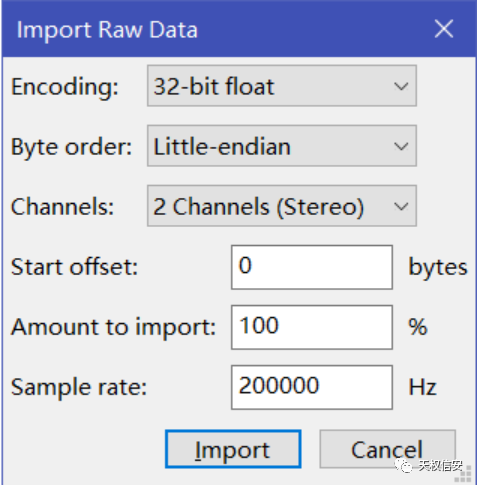 Import Raw Data
Encoding: 32-bit float
Byte order: Little-endian
Channels: 2 Channels (Stereo)
Start offset: 0 bytes
Amount to import: 100 %
Sample rate: 200000 Hz
Import Cancel
天权信安